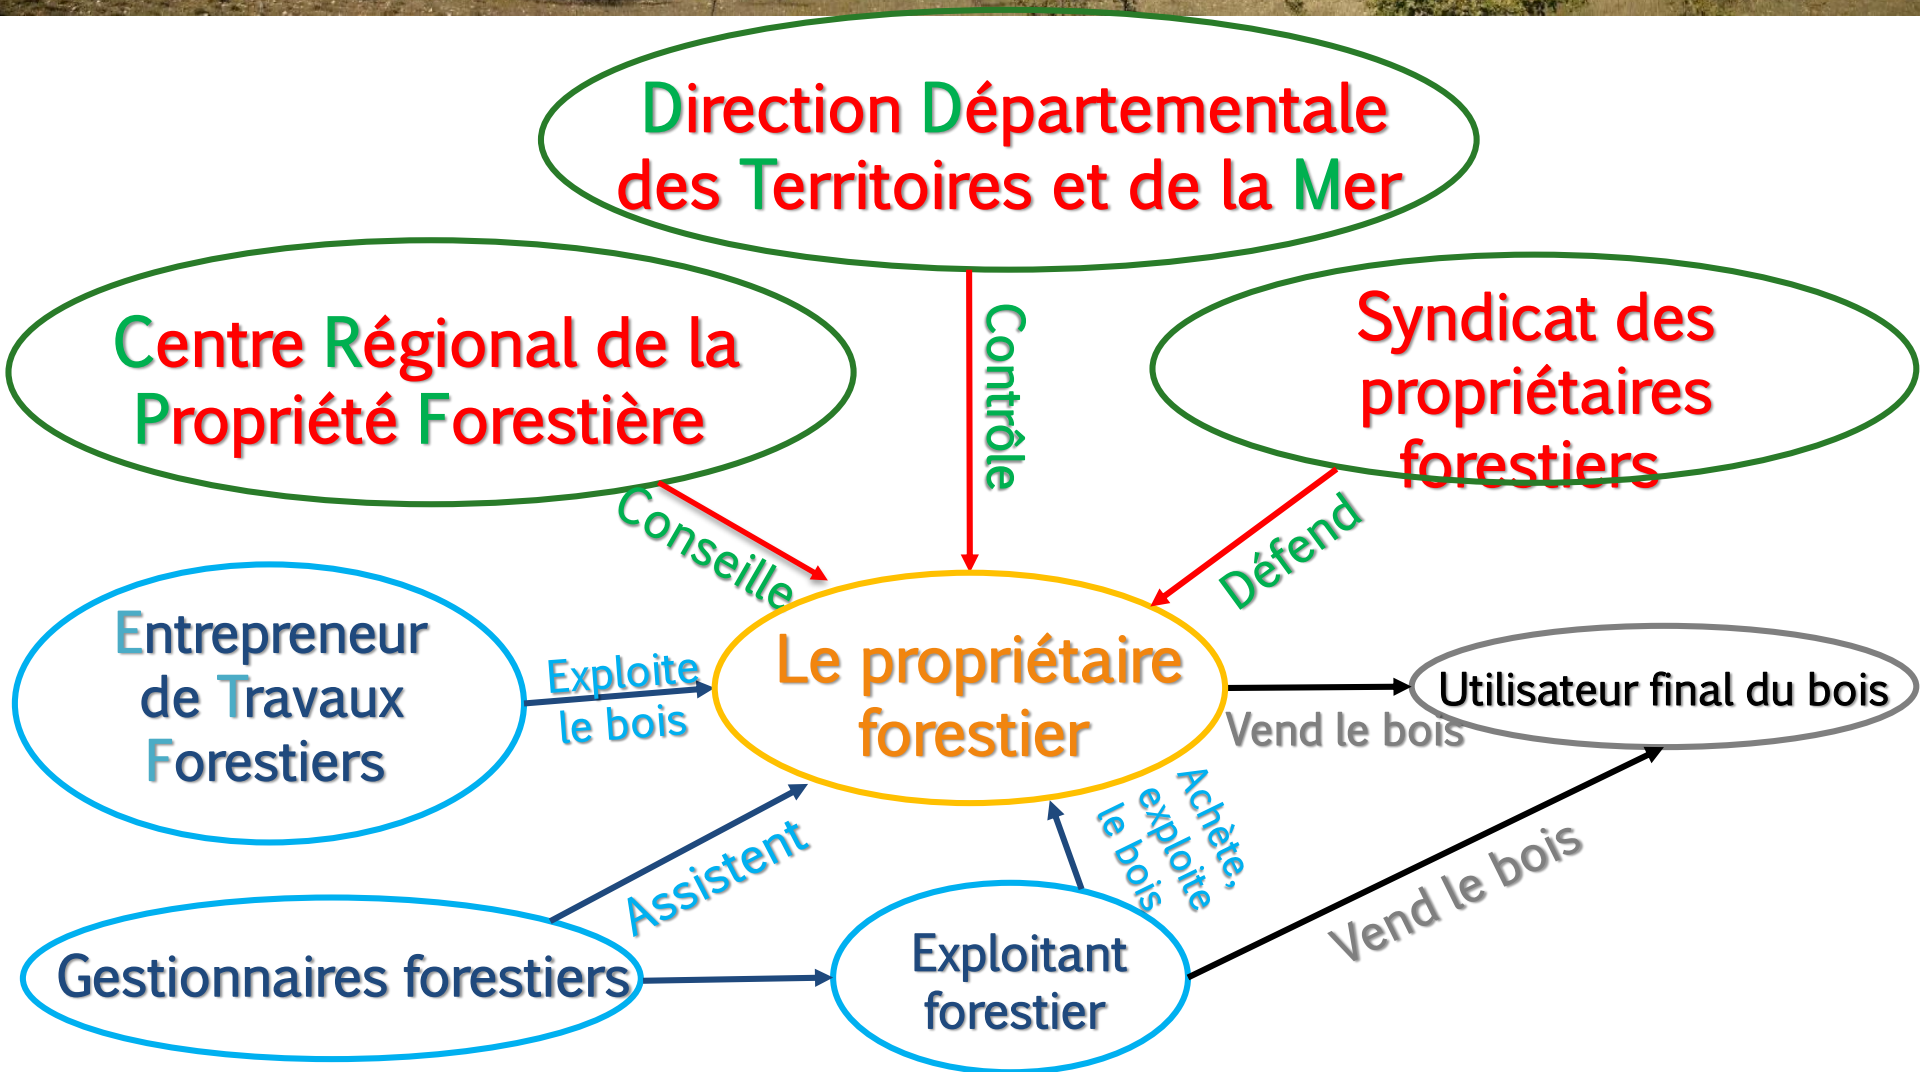 Direction Départementale
des Territoires et de la Mer
Centre Régional de la
Propriété Forestière
Contrôle
Syndicat des
propriétaires
forestiers
Conseille
Défend
Entrepreneur
de Travaux
Forestiers
Exploite
le bois
Le propriétaire
forestier
Vend le bois
Utilisateur final du bois
Assistent
Achète,
exploite
le bois
Vend le bois
Gestionnaires forestiers
Exploitant
forestier